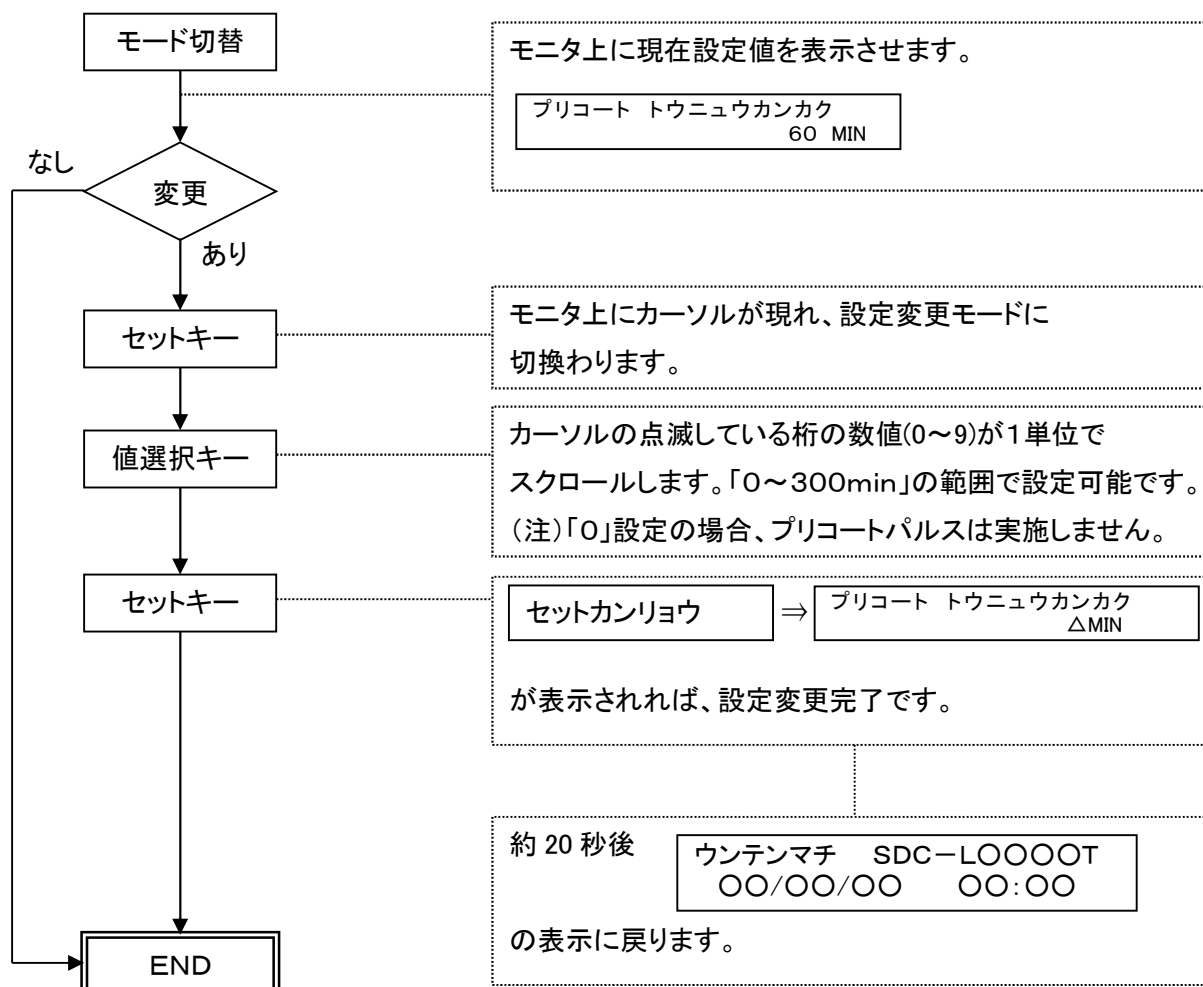 モード切替
モニタ上に現在設定値を表示させます。
プリコート トウニュウカンカク
60 MIN
なし
変更
あり
セットキー
モニタ上にカーソルが現れ、設定変更モードに
切換わります。
値選択キー
カーソルの点滅している桁の数値(0~9)が1単位で
スクロールします。「0~300min」の範囲で設定可能です。
(注)「0」設定の場合、プリコートパルスは実施しません。
セットキー
セットカンリョウ ⇒ プリコート トウニュウカンカク
△MIN
が表示されれば、設定変更完了です。
約20秒後
ウンテンマチ SDC-L〇〇〇〇T
〇〇/〇〇/〇〇 〇〇:〇〇
の表示に戻ります。
END